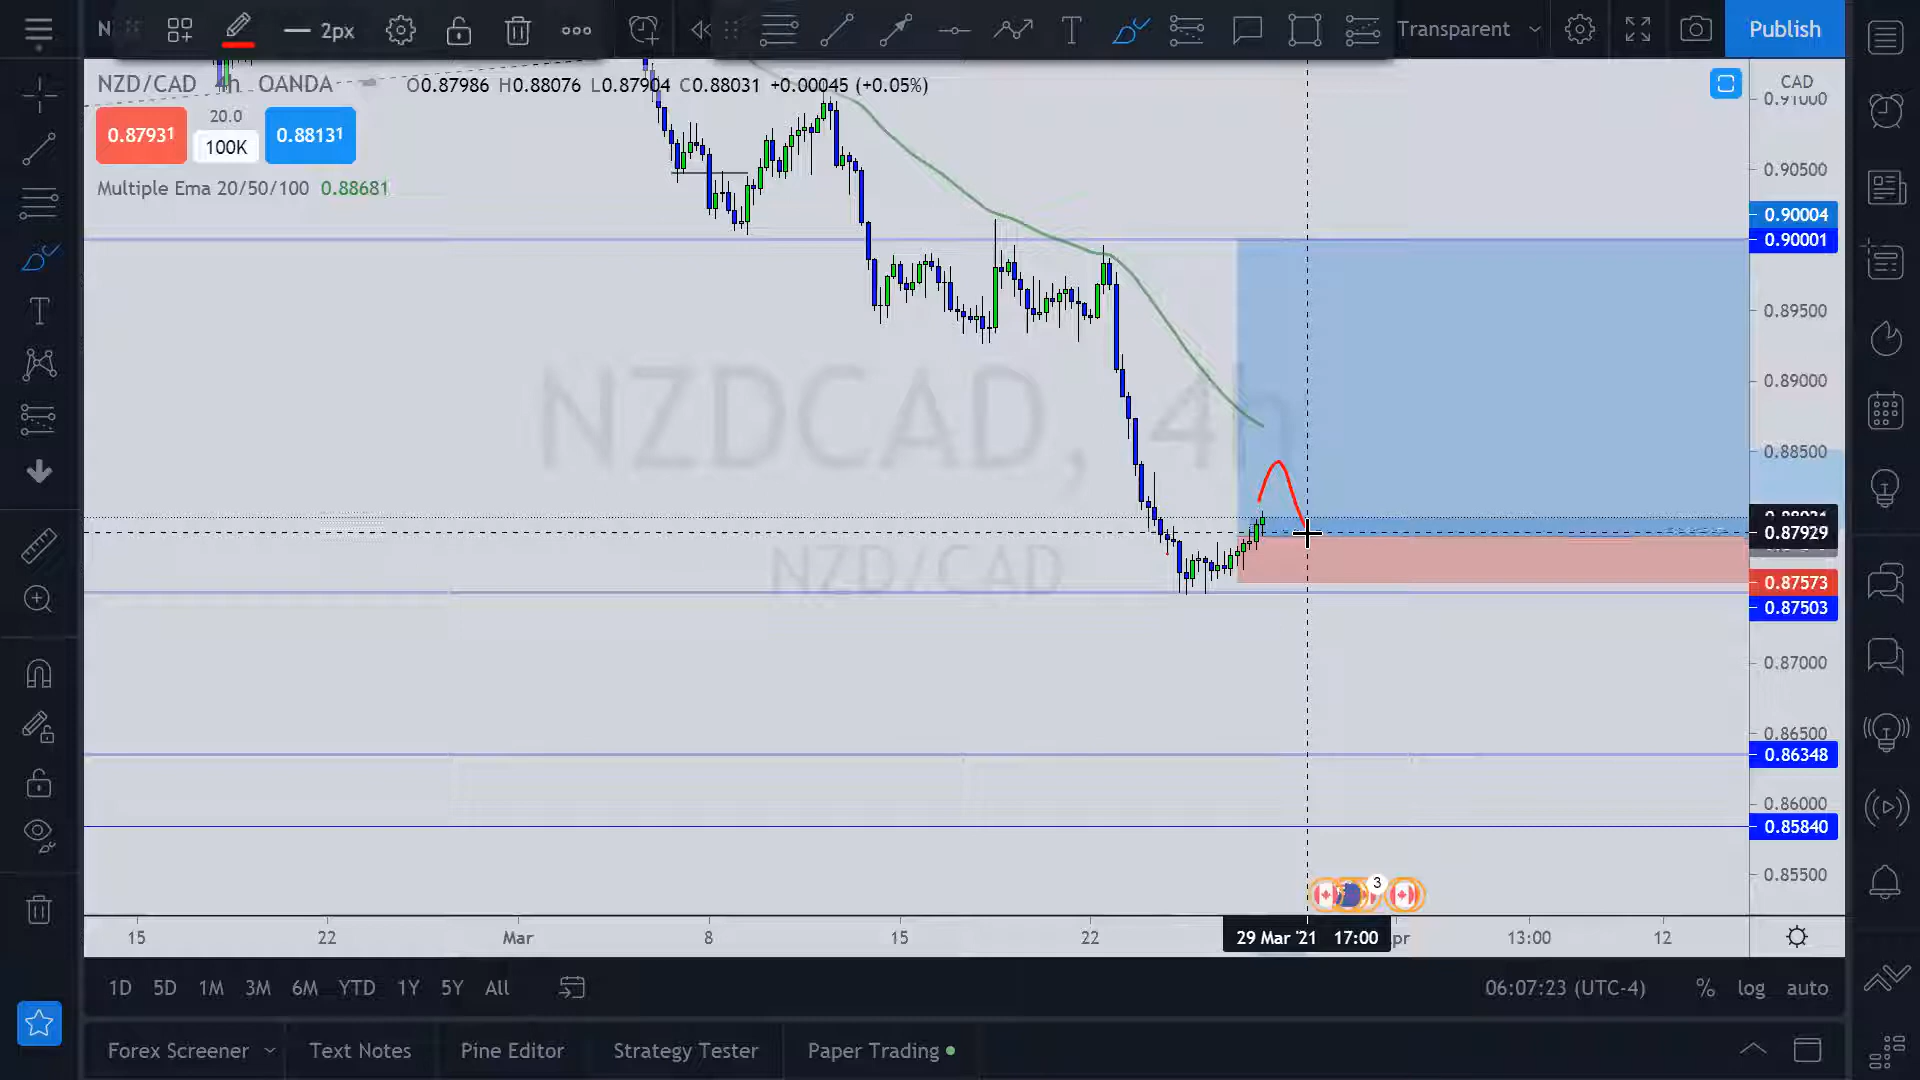 N
2px
T
Transparent
Publish
NZD/CAD 4h OANDA
O0.87986 H0.88076 L0.87904 C0.88031 +0.00045 (+0.05%)
0.87931
20.0
100K
0.88131
Multiple Ema 20/50/100 0.88681
NZDCAD, 4h
NZD/CAD
CAD
0.91000
0.90500
0.90004
0.90001
0.89500
0.89000
0.88500
0.87929
0.87573
0.87503
0.87000
0.86500
0.86348
0.86000
0.85840
0.85500
3
15
22
Mar
8
15
22
29 Mar '21 17:00
pr
13:00
12
1D 5D 1M 3M 6M YTD 1Y 5Y All
06:07:23 (UTC-4)
% log auto
Forex Screener
Text Notes
Pine Editor
Strategy Tester
Paper Trading